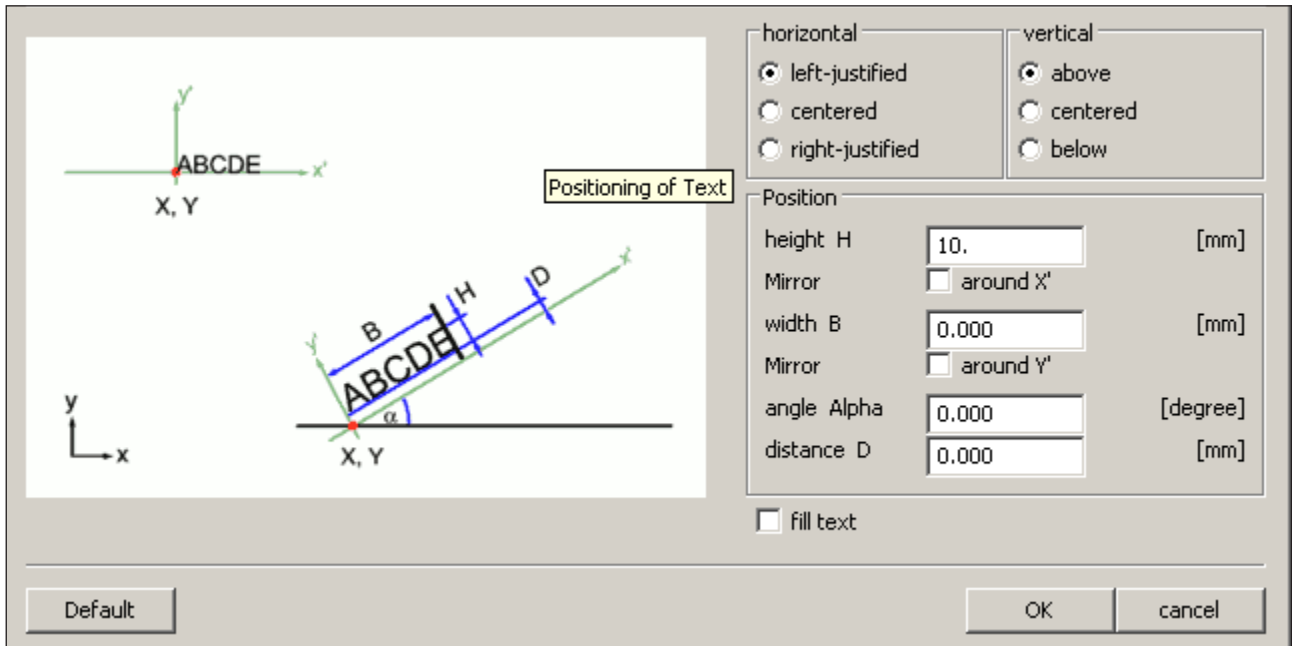 y'
ABCDE
x'
X, Y
Positioning of Text
x'
D
H
B
y'
ABCDE
α
y
x
X, Y
horizontal
left-justified
centered
right-justified
vertical
above
centered
below
Position
height H 10. [mm]
Mirror around X'
width B 0.000 [mm]
Mirror around Y'
angle Alpha 0.000 [degree]
distance D 0.000 [mm]
fill text
Default OK cancel